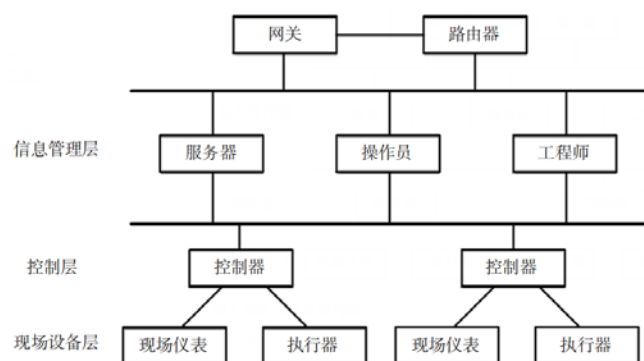 网关 路由器
信息管理层 服务器 操作员 工程师
控制层 控制器 控制器
现场设备层 现场仪表 执行器 现场仪表 执行器